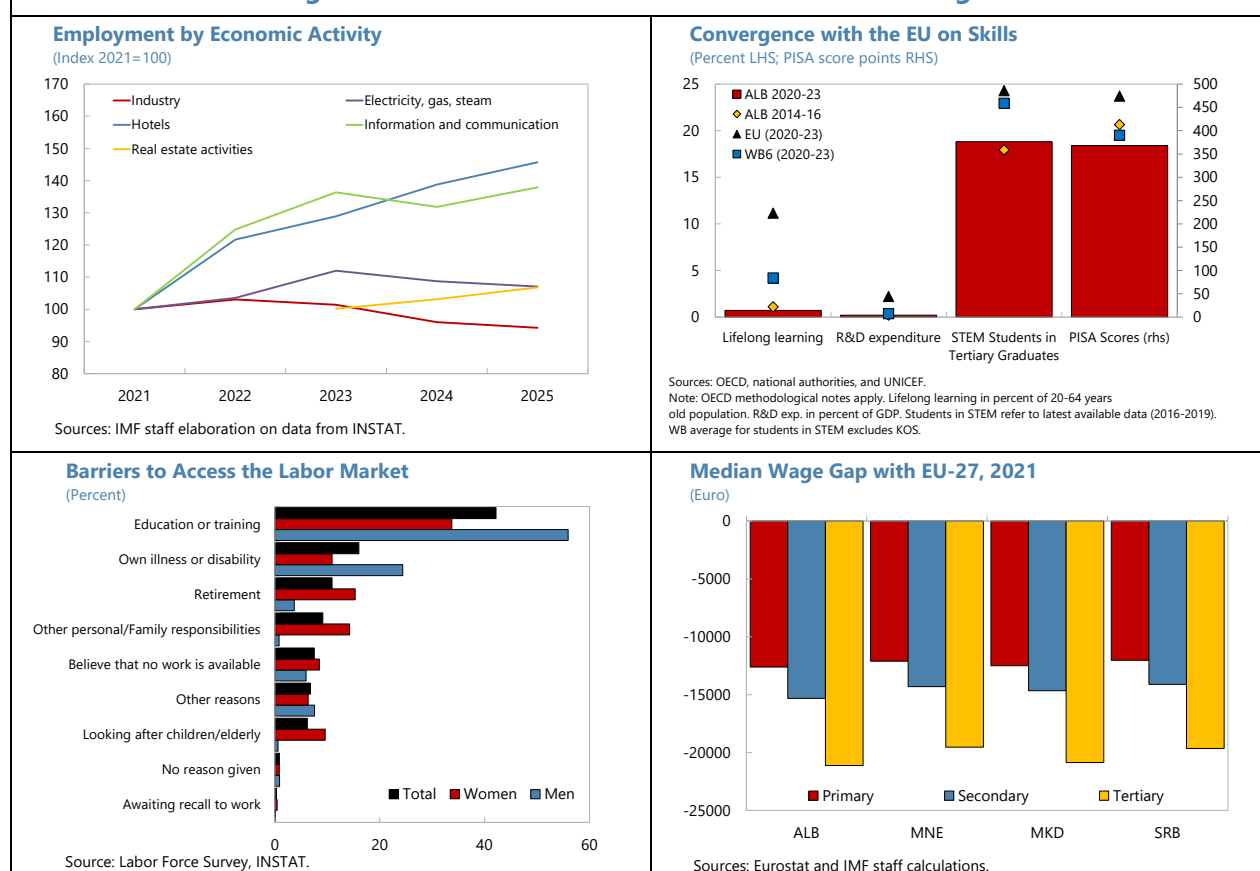 Employment by Economic Activity
(Index 2021=100)
170
160
150
140
130
120
110
100
90
80
Industry
Electricity, gas, steam
Hotels
Information and communication
Real estate activities
2021 2022 2023 2024 2025
Sources: IMF staff elaboration on data from INSTAT.
Convergence with the EU on Skills
(Percent LHS; PISA score points RHS)
25
20
15
10
5
0
ALB 2020-23
ALB 2014-16
EU (2020-23)
WB6 (2020-23)
500
450
400
350
300
250
200
150
100
50
0
Lifelong learning R&D expenditure STEM Students in PISA Scores (rhs)
Tertiary Graduates
Sources: OECD, national authorities, and UNICEF.
Note: OECD methodological notes apply. Lifelong learning in percent of 20-64 years
old population. R&D exp. in percent of GDP. Students in STEM refer to latest available data (2016-2019).
WB average for students in STEM excludes KOS.
Barriers to Access the Labor Market
(Percent)
Education or training
Own illness or disability
Retirement
Other personal/Family responsibilities
Believe that no work is available
Other reasons
Looking after children/elderly
No reason given
Awaiting recall to work
Total Women Men
0 20 40 60
Source: Labor Force Survey, INSTAT.
Median Wage Gap with EU-27, 2021
(Euro)
0
-5000
-10000
-15000
-20000
-25000
Primary Secondary Tertiary
ALB MNE MKD SRB
Sources: Eurostat and IMF staff calculations.